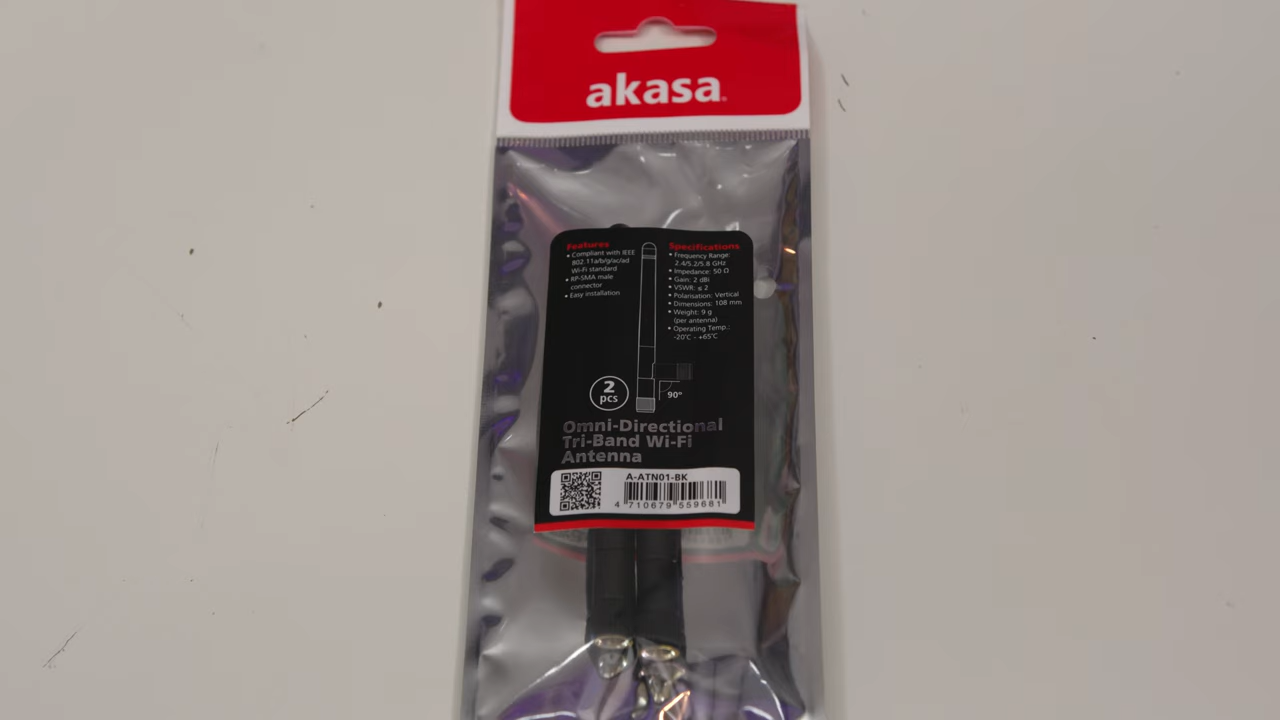 akasa
Features
• Compliant with IEEE
802.11a/b/g/ac/ad
Wi-Fi standard
• RP-SMA male
connector
• Easy installation
Specifications
• Frequency Range:
2.4/5.2/5.8 GHz
• Impedance: 50 Ω
• Gain: 2 dBi
• VSWR: ≤ 2
• Polarisation: Vertical
• Dimensions: 108 mm
• Weight: 9 g
(per antenna)
• Operating Temp.:
-20°C - +65°C
2
pcs
90°
Omni-Directional
Tri-Band Wi-Fi
Antenna
A-ATN01-BK
4 710679 559681